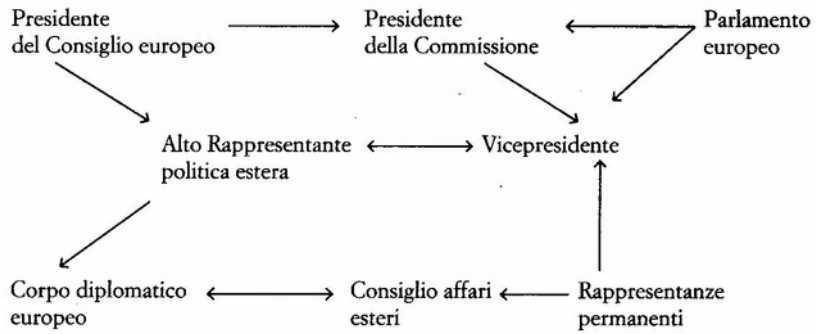 Presidente
del Consiglio europeo
Presidente
della Commissione
Parlamento
europeo
Alto Rappresentante
politica estera
Vicepresidente
Corpo diplomatico
europeo
Consiglio affari
esteri
Rappresentanze
permanenti